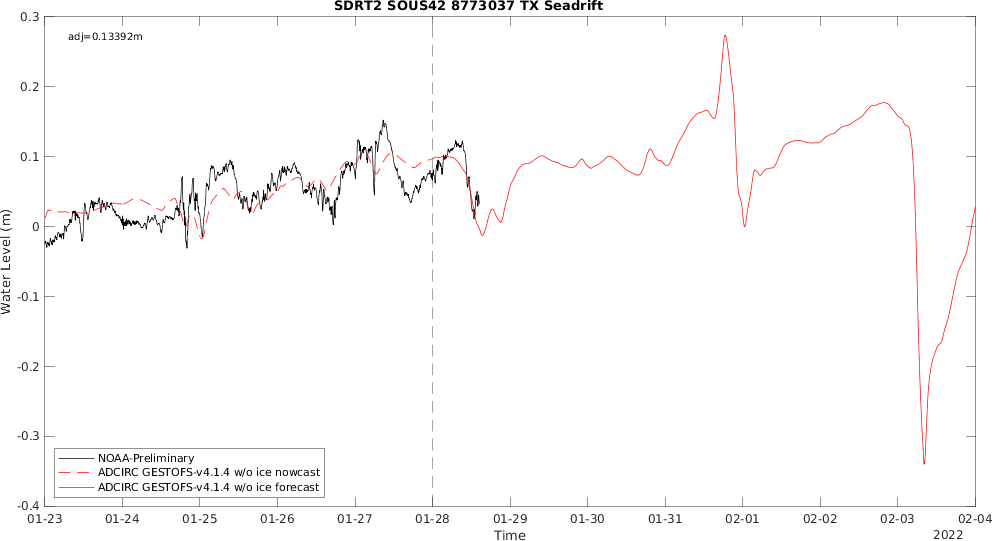 SDRT2 SOUS42 8773037 TX Seadrift
adj=0.13392m
0.3
0.2
0.1
0
-0.1
-0.2
-0.3
-0.4
Water Level (m)
NOAA-Preliminary
ADCIRC GESTOFS-v4.1.4 w/o ice nowcast
ADCIRC GESTOFS-v4.1.4 w/o ice forecast
01-23 01-24 01-25 01-26 01-27 01-28 01-29 01-30 01-31 02-01 02-02 02-03 02-04
Time
2022